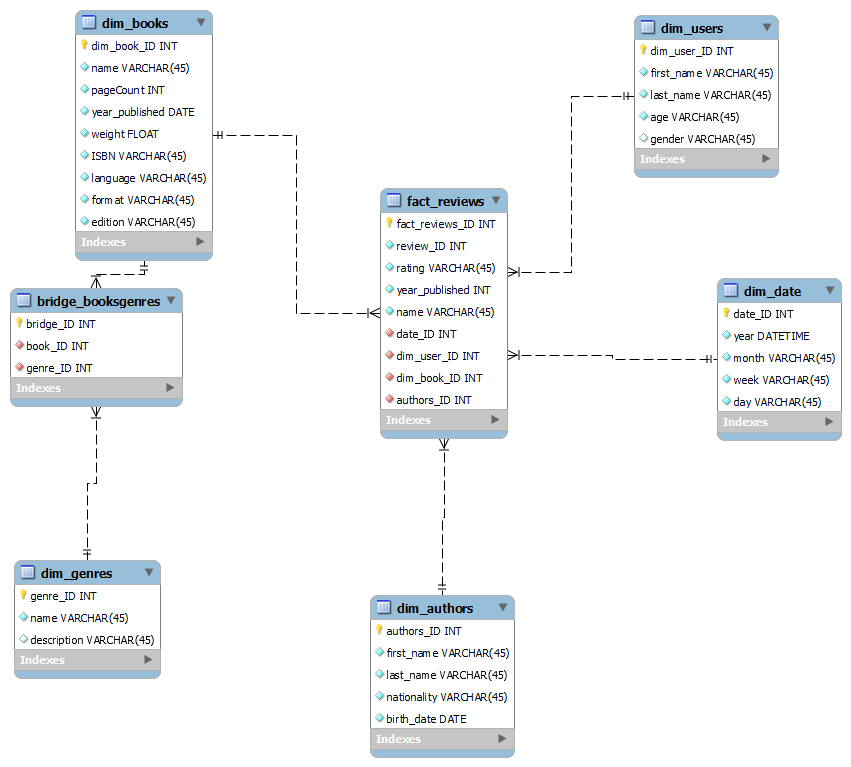 dim_books
dim_book_ID INT
name VARCHAR(45)
pageCount INT
year_published DATE
weight FLOAT
ISBN VARCHAR(45)
language VARCHAR(45)
format VARCHAR(45)
edition VARCHAR(45)
Indexes
dim_users
dim_user_ID INT
first_name VARCHAR(45)
last_name VARCHAR(45)
age VARCHAR(45)
gender VARCHAR(45)
Indexes
fact_reviews
fact_reviews_ID INT
review_ID INT
rating VARCHAR(45)
year_published INT
name VARCHAR(45)
date_ID INT
dim_user_ID INT
dim_book_ID INT
authors_ID INT
Indexes
dim_date
date_ID INT
year DATETIME
month VARCHAR(45)
week VARCHAR(45)
day VARCHAR(45)
Indexes
bridge_booksgenres
bridge_ID INT
book_ID INT
genre_ID INT
Indexes
dim_genres
genre_ID INT
name VARCHAR(45)
description VARCHAR(45)
Indexes
dim_authors
authors_ID INT
first_name VARCHAR(45)
last_name VARCHAR(45)
nationality VARCHAR(45)
birth_date DATE
Indexes